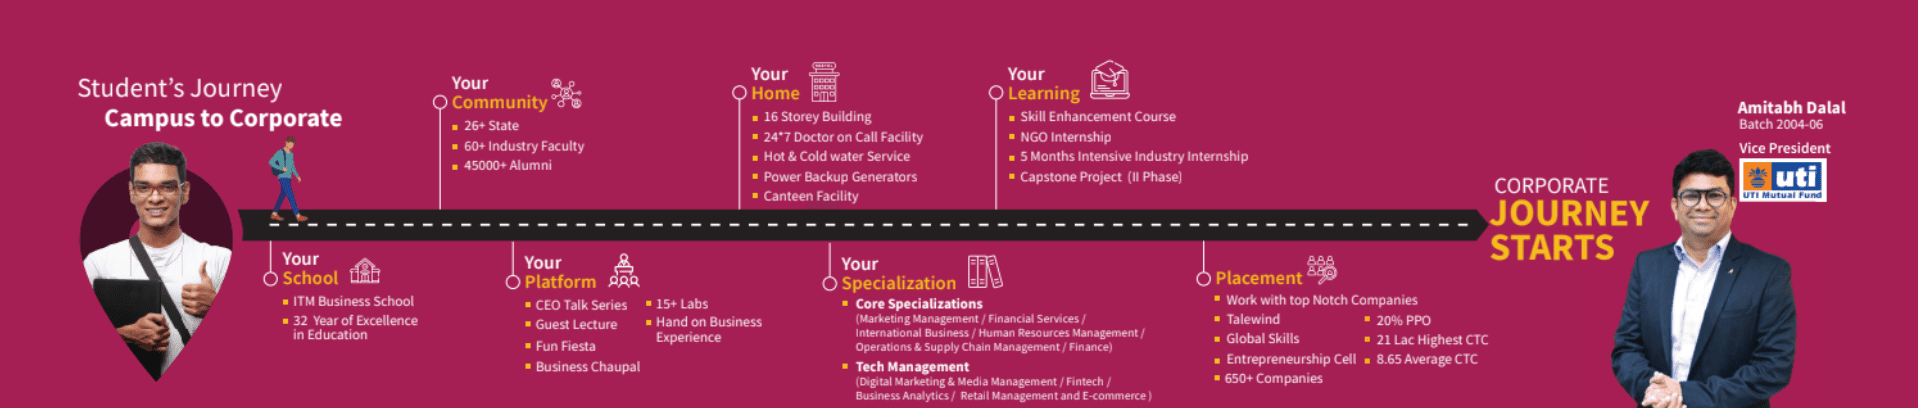 Student's Journey
Campus to Corporate
Your
Community
26+ State
60+ Industry Faculty
45000+ Alumni
HOSTEL
Your
Home
16 Storey Building
24*7 Doctor on Call Facility
Hot & Cold water Service
Power Backup Generators
Canteen Facility
Your
Learning
Skill Enhancement Course
NGO Internship
5 Months Intensive Industry Internship
Capstone Project (II Phase)
Your
School
ITM Business School
32 Year of Excellence
in Education
Your
Platform
CEO Talk Series
Guest Lecture
Fun Fiesta
Business Chaupal
15+ Labs
Hand on Business
Experience
Your
Specialization
Core Specializations
(Marketing Management / Financial Services /
International Business / Human Resources Management /
Operations & Supply Chain Management / Finance)
Tech Management
(Digital Marketing & Media Management / Fintech /
Business Analytics / Retail Management and E-commerce )
Placement
Work with top Notch Companies
Talewind
Global Skills
Entrepreneurship Cell
650+ Companies
20% PPO
21 Lac Highest CTC
8.65 Average CTC
CORPORATE
JOURNEY
STARTS
Amitabh Dalal
Batch 2004-06
Vice President
uti
UTI Mutual Fund